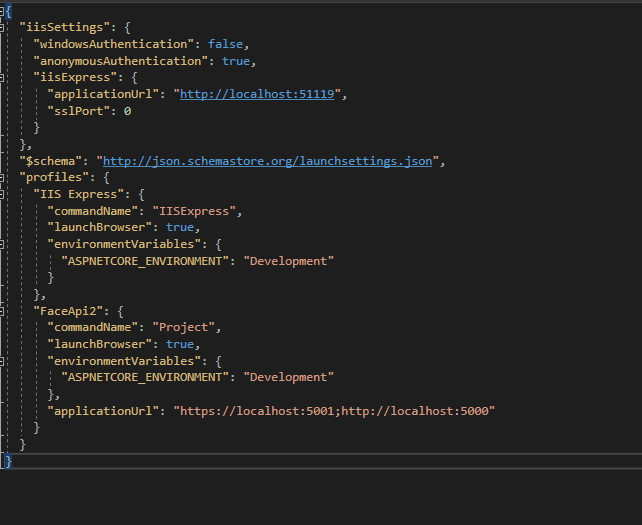 {
"iisSettings": {
"windowsAuthentication": false,
"anonymousAuthentication": true,
"iisExpress": {
"applicationUrl": "http://localhost:51119",
"sslPort": 0
}
},
"$schema": "http://json.schemastore.org/launchsettings.json",
"profiles": {
"IIS Express": {
"commandName": "IISExpress",
"launchBrowser": true,
"environmentVariables": {
"ASPNETCORE_ENVIRONMENT": "Development"
}
},
"FaceApi2": {
"commandName": "Project",
"launchBrowser": true,
"environmentVariables": {
"ASPNETCORE_ENVIRONMENT": "Development"
},
"applicationUrl": "https://localhost:5001;http://localhost:5000"
}
}
}